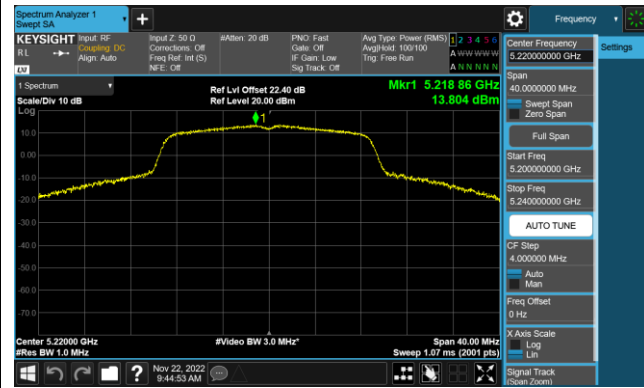 Spectrum Analyzer 1
Swept SA
Frequency
KEYSIGHT
RL
Input: RF
Coupling: DC
Align: Auto
Input Z: 50 Ω
Corrections: Off
Freq Ref: Int (S)
NFE: Off
#Atten: 20 dB
PNO: Fast
Gate: Off
IF Gain: Low
Sig Track: Off
Avg Type: Power (RMS)
Avg|Hold: 100/100
Trig: Free Run
1 2 3 4 5 6
A W W W W W
A N N N N N
1 Spectrum
Scale/Div 10 dB
Log
Ref Lvl Offset 22.40 dB
Ref Level 20.00 dBm
Mkr1 5.218 86 GHz
13.804 dBm
1
10.0
0.00
-10.0
-20.0
-30.0
-40.0
-50.0
-60.0
-70.0
Center 5.22000 GHz
#Res BW 1.0 MHz
#Video BW 3.0 MHz*
Span 40.00 MHz
Sweep 1.07 ms (2001 pts)
Nov 22, 2022
9:44:53 AM
Center Frequency
5.220000000 GHz
Settings
Span
40.0000000 MHz
Swept Span
Zero Span
Full Span
Start Freq
5.200000000 GHz
Stop Freq
5.240000000 GHz
AUTO TUNE
CF Step
4.000000 MHz
Auto
Man
Freq Offset
0 Hz
X Axis Scale
Log
Lin
Signal Track
(Span Zoom)